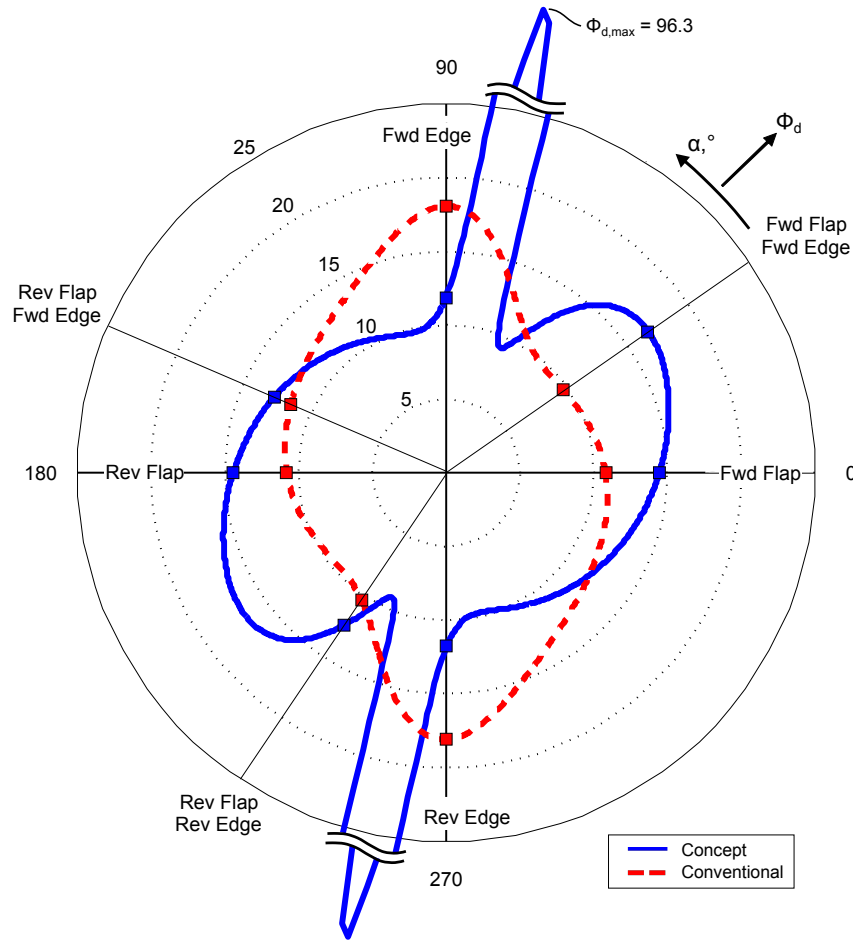 Φd,max = 96.3
90
Fwd Edge
25
α,°
Φd
20
Fwd Flap
Fwd Edge
15
Rev Flap
Fwd Edge
10
5
180
Rev Flap
Fwd Flap
0
Rev Flap
Rev Edge
Rev Edge
270
Concept
Conventional